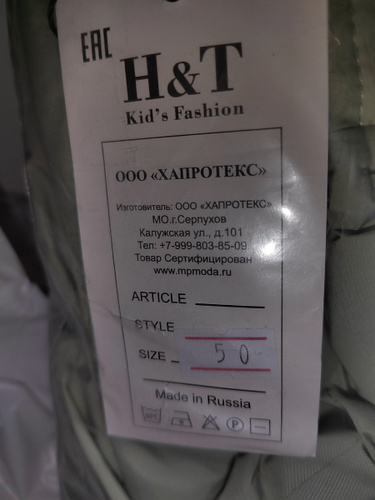 EAC
H&T
Kid's Fashion
ООО «ХАПРОТЕКС»
Изготовитель: ООО «ХАПРОТЕКС»
МО.г.Серпухов
Калужская ул., д.101
Тел: +7-999-803-85-09
Товар Сертифицирован
www.mpmoda.ru
ARTICLE
STYLE
SIZE 50
Made in Russia
P